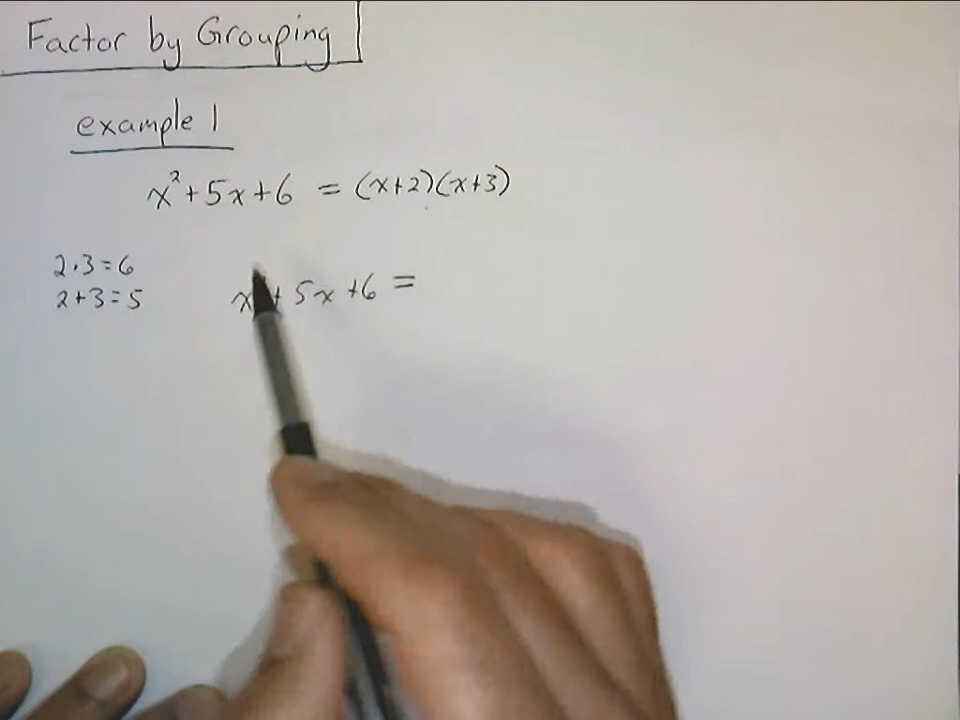 Factor by Grouping
example 1
x² + 5x + 6 = (x+2)(x+3)
2·3=6
2+3=5
x + 5x + 6 =